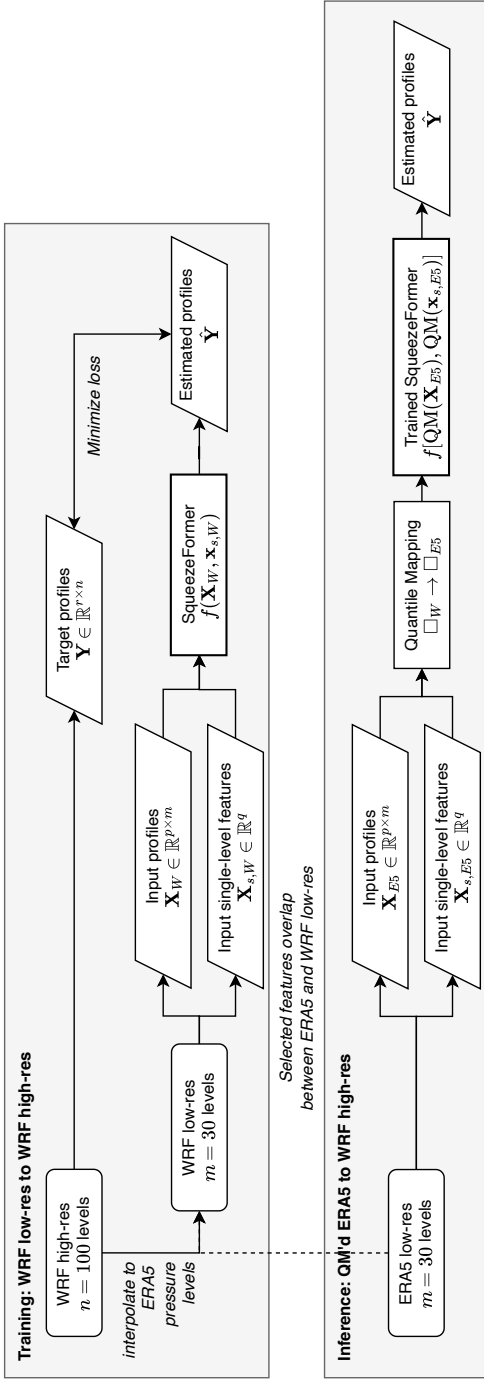 Training: WRF low-res to WRF high-res
WRF high-res
n = 100 levels
Target profiles
Y ∈ ℝ^{r×n}
Minimize loss
interpolate to
ERA5
pressure
levels
WRF low-res
m = 30 levels
Input profiles
X_W ∈ ℝ^{p×m}
Input single-level features
X_{s,W} ∈ ℝ^q
SqueezeFormer
f(X_W, x_{s,W})
Estimated profiles
Ŷ
Selected features overlap
between ERA5 and WRF low-res
Inference: QM'd ERA5 to WRF high-res
ERA5 low-res
m = 30 levels
Input profiles
X_{E5} ∈ ℝ^{p×m}
Input single-level features
X_{s,E5} ∈ ℝ^q
Quantile Mapping
□_W → □_{E5}
Trained SqueezeFormer
f[QM(X_{E5}), QM(x_{s,E5})]
Estimated profiles
Ŷ